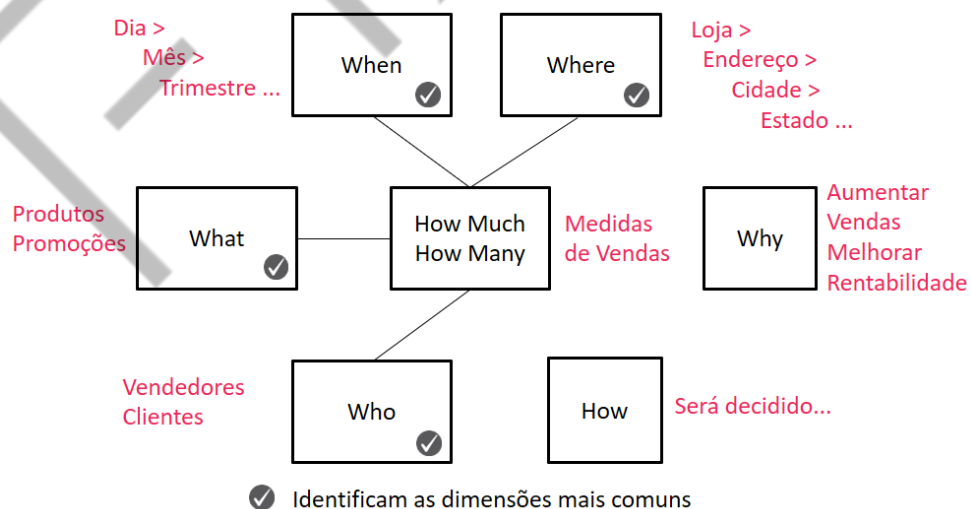 Dia >
Mês >
Trimestre ...
When
Where
Loja >
Endereço >
Cidade >
Estado ...
Produtos
Promoções
What
How Much
How Many
Medidas
de Vendas
Why
Aumentar
Vendas
Melhorar
Rentabilidade
Vendedores
Clientes
Who
How
Será decidido...
Identificam as dimensões mais comuns